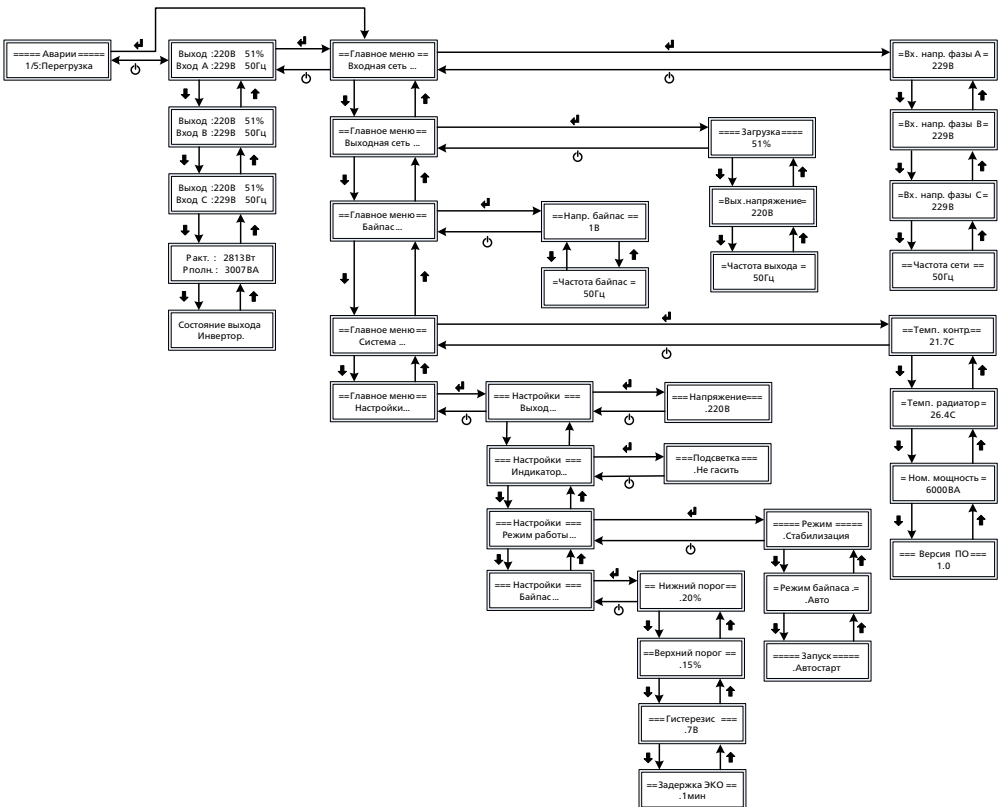 ===== Аварии =====
1/5:Перегрузка
Выход :220В 51%
Вход А :229В 50Гц
==Главное меню ==
Входная сеть ...
=Вх. напр. фазы А =
229В
Выход :220В 51%
Вход В :229В 50Гц
==Главное меню==
Выходная сеть ...
==== Загрузка====
51%
=Вх. напр. фазы В=
229В
Выход :220В 51%
Вход С :229В 50Гц
==Главное меню==
Байпас...
==Напр. байпас ==
1В
=Вых.напряжение=
220В
=Вх. напр. фазы С=
229В
Ракт. : 2813Вт
Рполн.: 3007ВА
=Частота байпас =
50Гц
=Частота выхода =
50Гц
==Частота сети ==
50Гц
Состояние выхода
Инвертор.
==Главное меню==
Система ...
==Темп. контр.==
21.7С
==Главное меню==
Настройки...
=== Настройки ===
Выход...
===Напряжение===
.220В
=Темп. радиатор=
26.4С
=== Настройки ===
Индикатор...
===Подсветка ===
.Не гасить
= Ном. мощность =
6000ВА
=== Настройки ===
Режим работы...
===== Режим =====
.Стабилизация
=== Версия ПО===
1.0
=== Настройки ===
Байпас...
== Нижний порог==
.20%
=Режим байпаса .=
.Авто
==Верхний порог ==
.15%
===== Запуск =====
.Автостарт
===Гистерезис ===
.7В
==Задержка ЭКО ==
.1мин